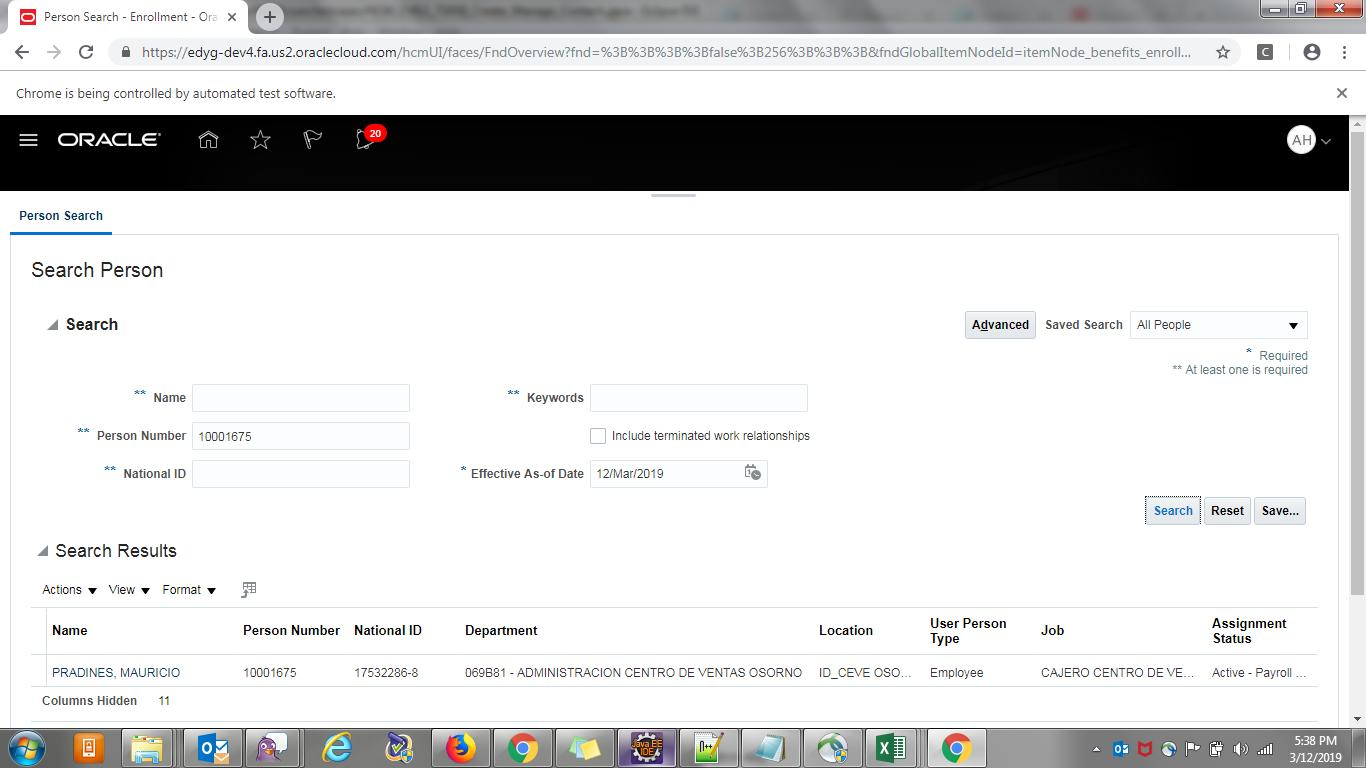 Person Search - Enrollment - Ora
https://edyg-dev4.fa.us2.oraclecloud.com/hcmUI/faces/FndOverview?fnd=%3B%3B%3B%3Bfalse%3B256%3B%3B%3B&fndGlobalItemNodeId=itemNode_benefits_enroll...
C
Chrome is being controlled by automated test software.
ORACLE
20
AH
Person Search
Search Person
Search
Advanced Saved Search All People
* Required
** At least one is required
** Name
** Keywords
** Person Number 10001675
Include terminated work relationships
** National ID
* Effective As-of Date 12/Mar/2019
Search Reset Save...
Search Results
Actions View Format
Name Person Number National ID Department Location User Person Type Job Assignment Status
PRADINES, MAURICIO 10001675 17532286-8 069B81 - ADMINISTRACION CENTRO DE VENTAS OSORNO ID_CEVE OSO... Employee CAJERO CENTRO DE VE... Active - Payroll ...
Columns Hidden 11
Java EE
IDE
5:38 PM
3/12/2019